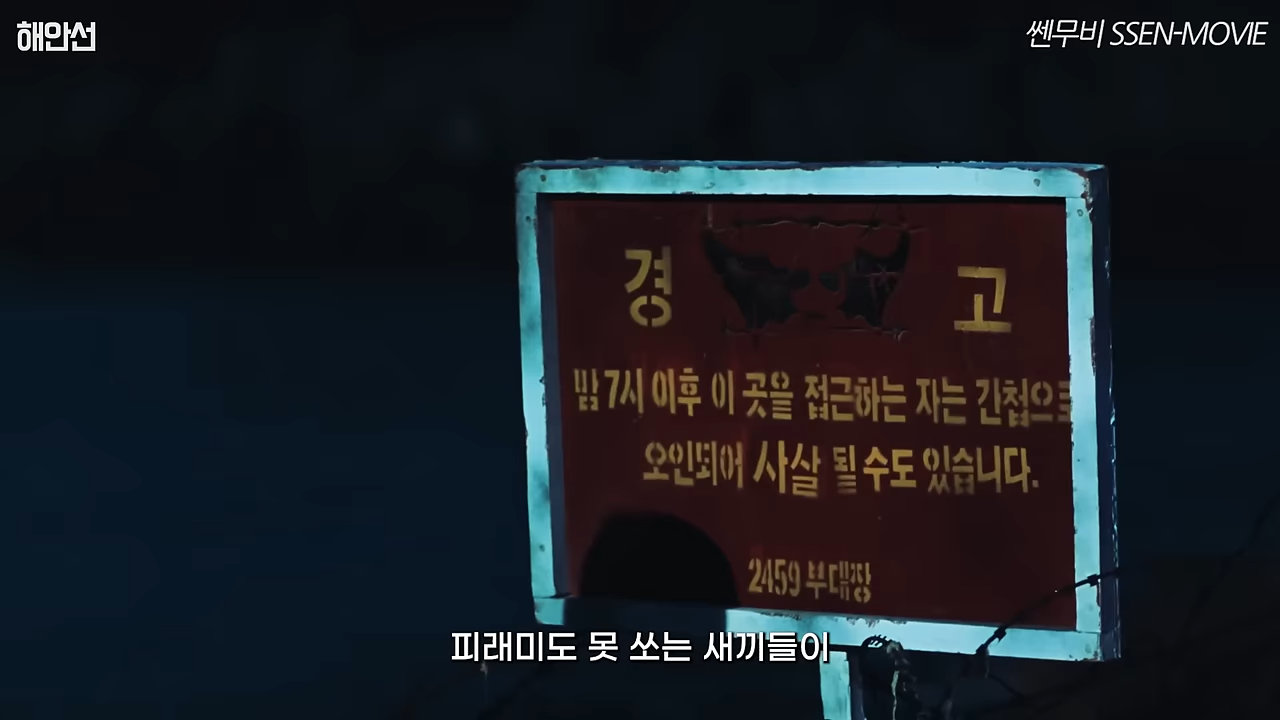 해안선
쎈무비 SSEN-MOVIE
경 고
밤 7시 이후 이 곳을 접근하는 자는 간첩으로
오인되어 사살 될 수도 있습니다.
2459 부대장
피래미도 못 쏘는 새끼들이